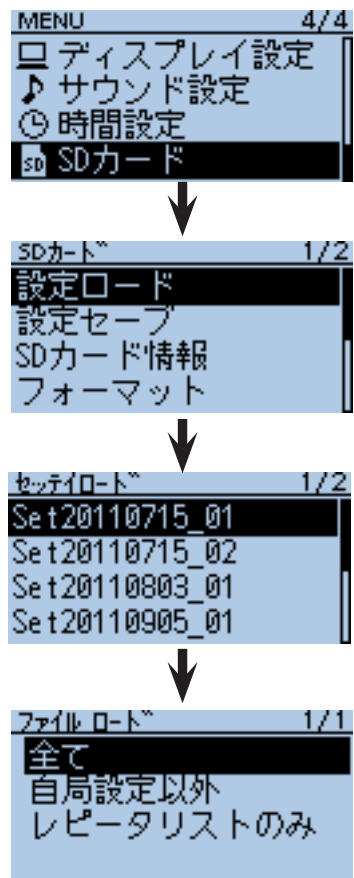 MENU 4/4
ディスプレイ設定
サウンド設定
時間設定
SD SDカード
SDｶｰﾄﾞ 1/2
設定ロード
設定セーブ
SDカード情報
フォーマット
ｾｯﾃｲﾛｰﾄﾞ 1/2
Set20110715_01
Set20110715_02
Set20110803_01
Set20110905_01
ﾌｧｲﾙ ﾛｰﾄﾞ 1/1
全て
自局設定以外
レピータリストのみ